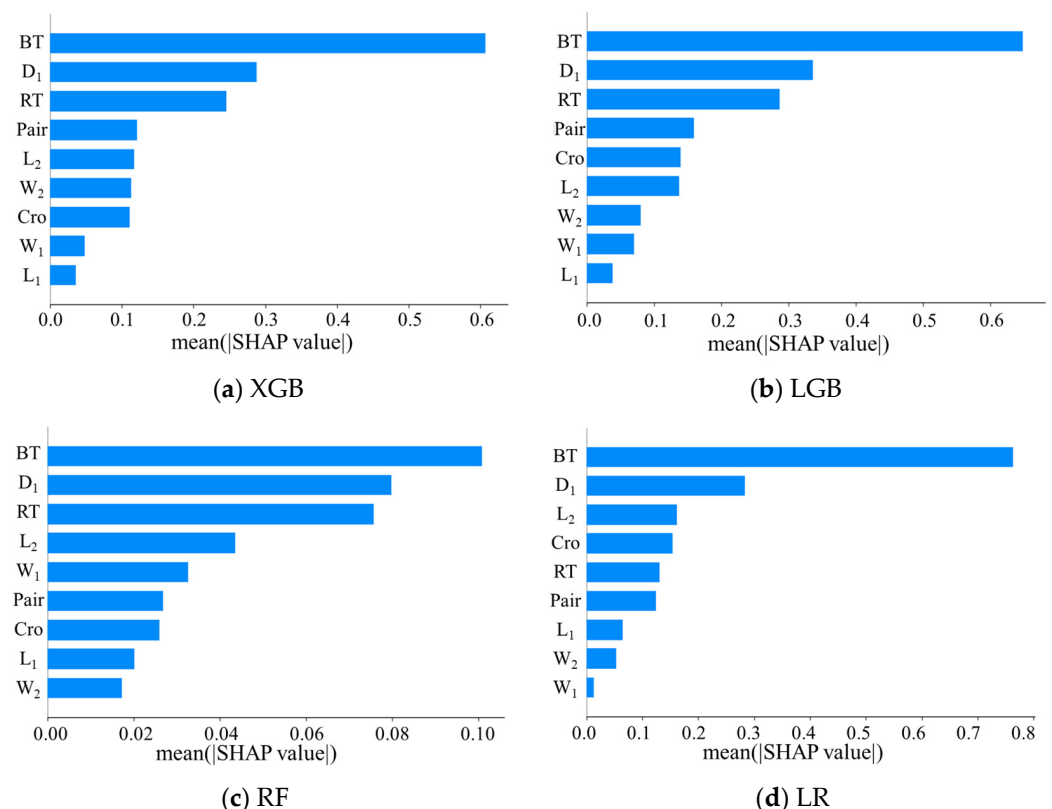 BT
D₁
RT
Pair
L₂
W₂
Cro
W₁
L₁
0.0 0.1 0.2 0.3 0.4 0.5 0.6
mean(|SHAP value|)
(a) XGB
BT
D₁
RT
Pair
Cro
L₂
W₂
W₁
L₁
0.0 0.1 0.2 0.3 0.4 0.5 0.6
mean(|SHAP value|)
(b) LGB
BT
D₁
RT
L₂
W₁
Pair
Cro
L₁
W₂
0.00 0.02 0.04 0.06 0.08 0.10
mean(|SHAP value|)
(c) RF
BT
D₁
L₂
Cro
RT
Pair
L₁
W₂
W₁
0.0 0.1 0.2 0.3 0.4 0.5 0.6 0.7 0.8
mean(|SHAP value|)
(d) LR